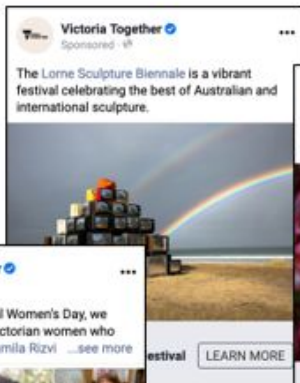 Victoria Together
Sponsored
The Lorne Sculpture Biennale is a vibrant
festival celebrating the best of Australian and
international sculpture.
l Women's Day, we
ctorian women who
mila Rizvi ...see more
estival LEARN MORE